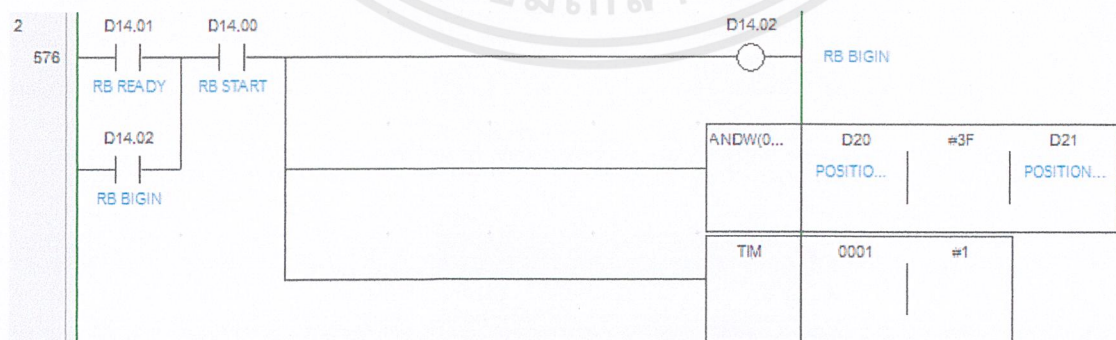 2
D14.01 D14.00 D14.02
576
RB BIGIN
RB READY RB START
D14.02
ANDW(0... D20 #3F D21
POSITIO... POSITION...
RB BIGIN
TIM 0001 #1